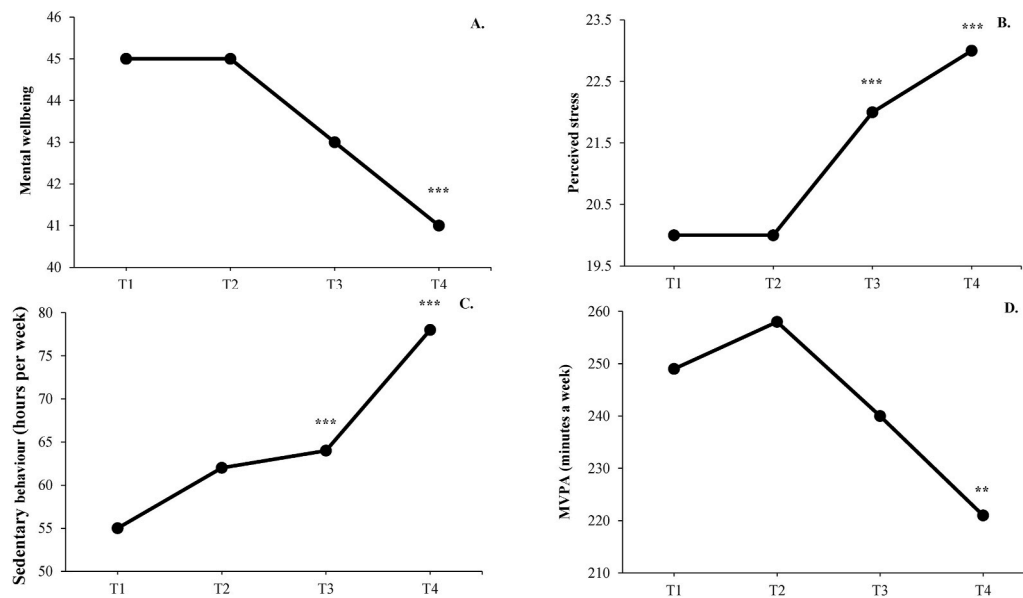 A.
Mental wellbeing
46
45
44
43
42
41
40
***
T1 T2 T3 T4
B.
Perceived stress
23.5
22.5
21.5
20.5
19.5
*** ***
T1 T2 T3 T4
C.
Sedentary behaviour (hours per week)
80
75
70
65
60
55
50
*** ***
T1 T2 T3 T4
D.
MVPA (minutes a week)
260
250
240
230
220
210
**
T1 T2 T3 T4